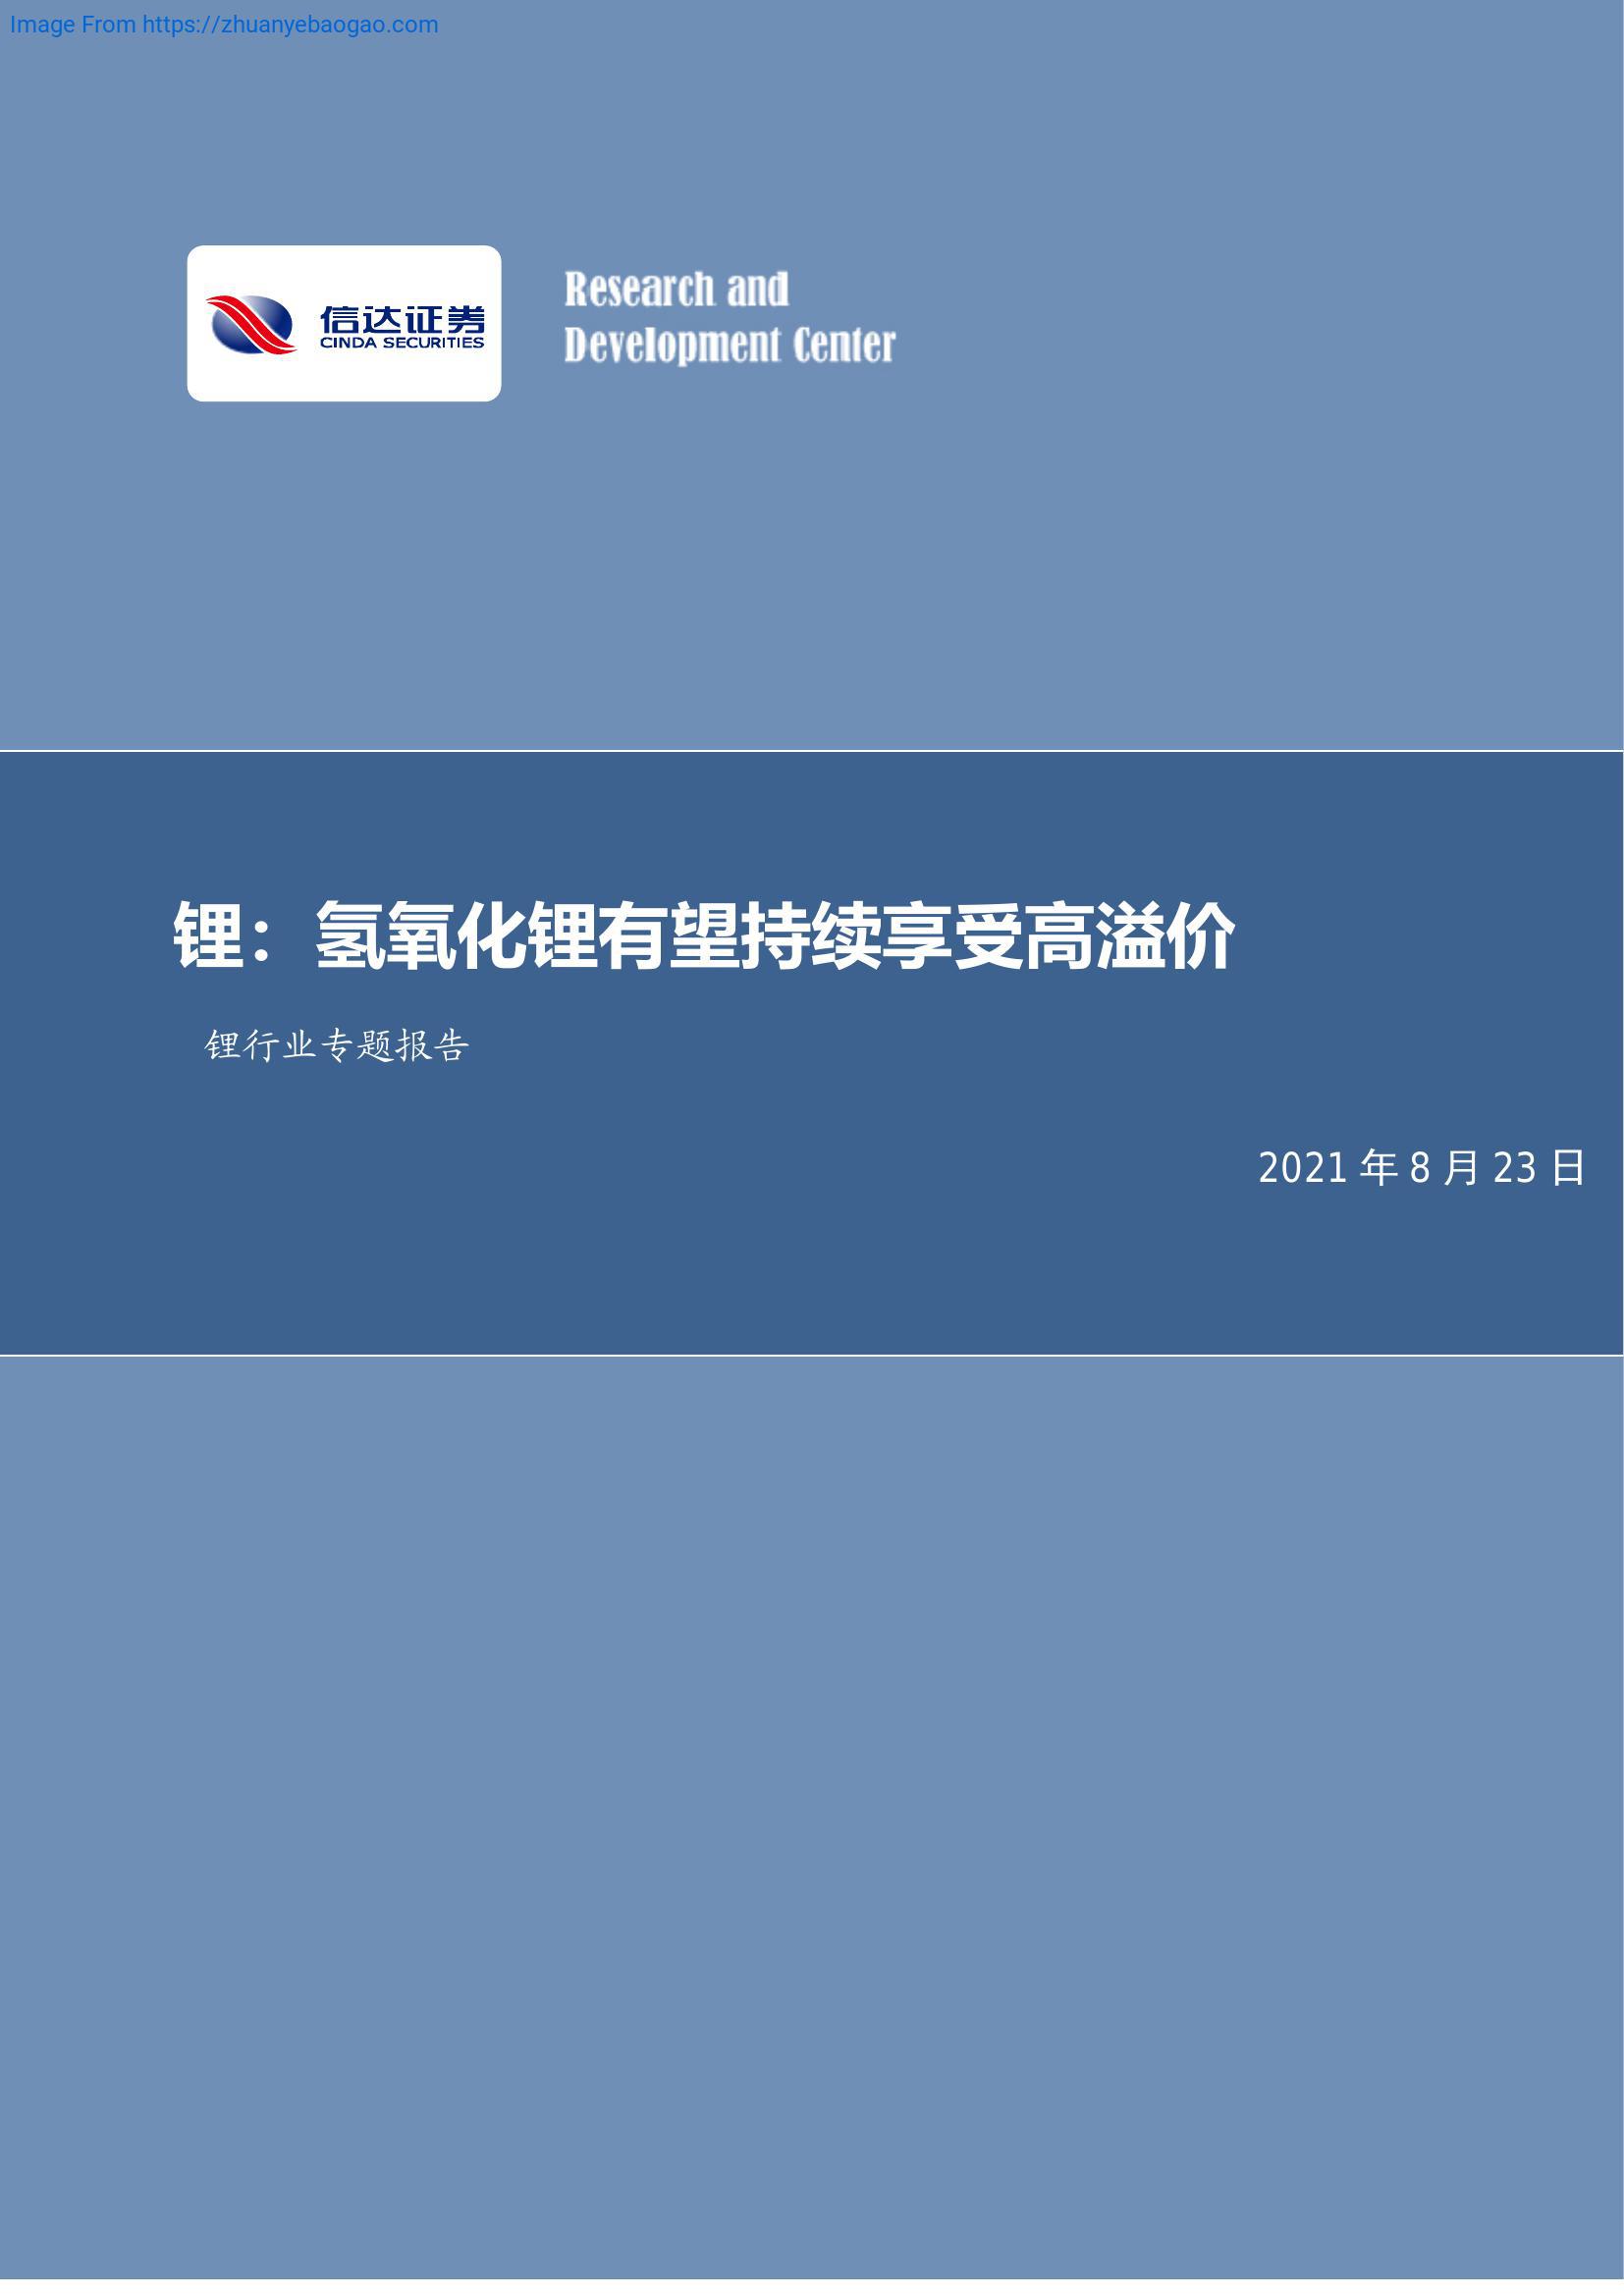 Image From https://zhuanyebaogao.com
信达证券
CINDA SECURITIES
Research and
Development Center
锂：氢氧化锂有望持续享受高溢价
锂行业专题报告
2021 年 8 月 23 日